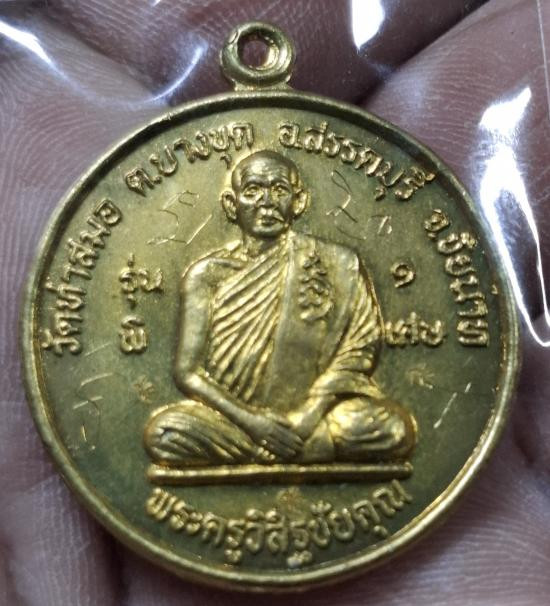 วัดท่าสมอ ต.บางขุด อ.สรรคบุรี จ.ชัยนาท
รุ่น ๑
พิเศษ
พระครูวิสิฐชัยคุณ